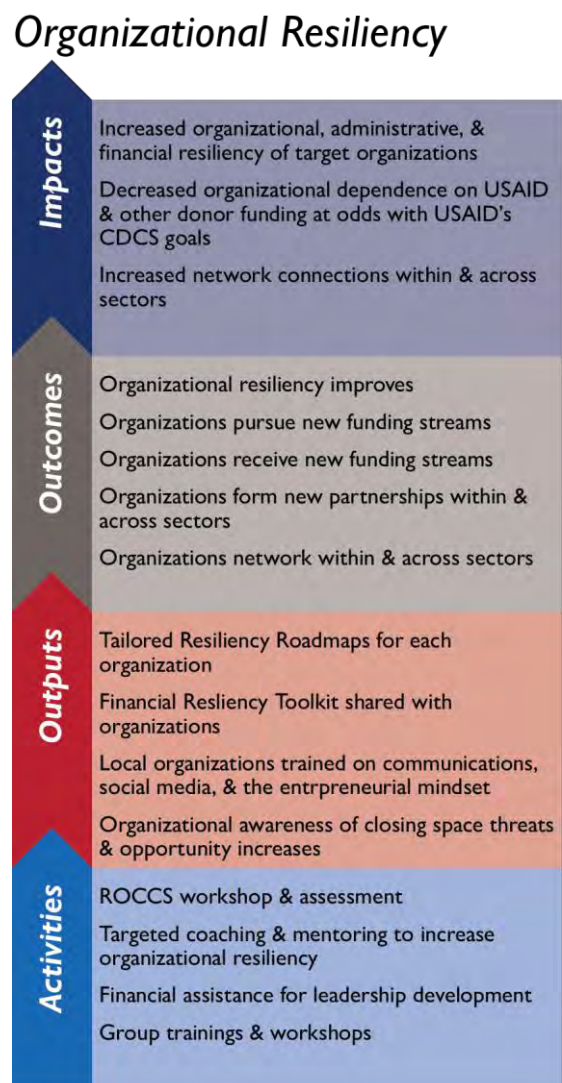 Organizational Resiliency
Impacts
Increased organizational, administrative, &
financial resiliency of target organizations
Decreased organizational dependence on USAID
& other donor funding at odds with USAID's
CDCS goals
Increased network connections within & across
sectors
Outcomes
Organizational resiliency improves
Organizations pursue new funding streams
Organizations receive new funding streams
Organizations form new partnerships within &
across sectors
Organizations network within & across sectors
Outputs
Tailored Resiliency Roadmaps for each
organization
Financial Resliency Toolkit shared with
organizations
Local organizations trained on communications,
social media, & the entrpreneurial mindset
Organizational awareness of closing space threats
& opportunity increases
Activities
ROCCS workshop & assessment
Targeted coaching & mentoring to increase
organizational resiliency
Financial assistance for leadership development
Group trainings & workshops